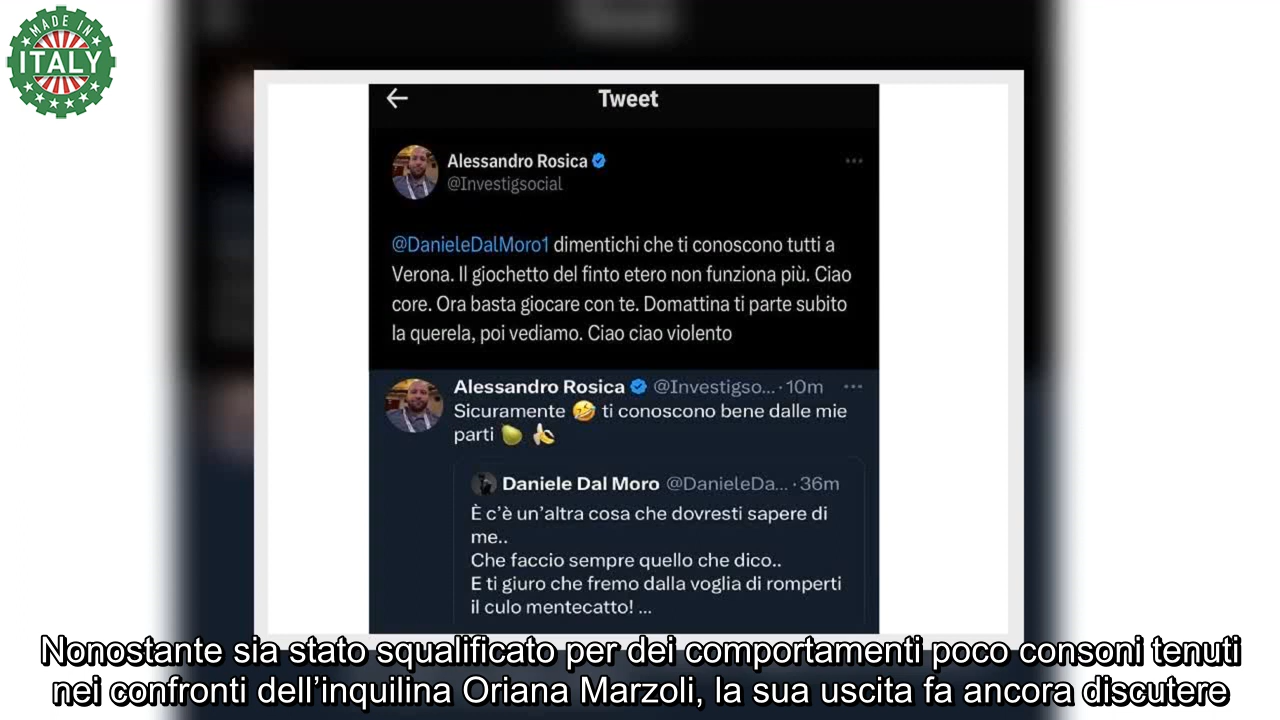 MADE IN
ITALY
Tweet
Alessandro Rosica
@Investigsocial
@DanieleDalMoro1 dimentichi che ti conoscono tutti a
Verona. Il giochetto del finto etero non funziona più. Ciao
core. Ora basta giocare con te. Domattina ti parte subito
la querela, poi vediamo. Ciao ciao violento
Alessandro Rosica @Investigso... · 10m
Sicuramente 🤣 ti conoscono bene dalle mie
parti 🍐 🍌
Daniele Dal Moro @DanieleDa... · 36m
È c'è un'altra cosa che dovresti sapere di
me..
Che faccio sempre quello che dico..
E ti giuro che fremo dalla voglia di romperti
il culo mentecatto! ...
Nonostante sia stato squalificato per dei comportamenti poco consoni tenuti
nei confronti dell'inquilina Oriana Marzoli, la sua uscita fa ancora discutere